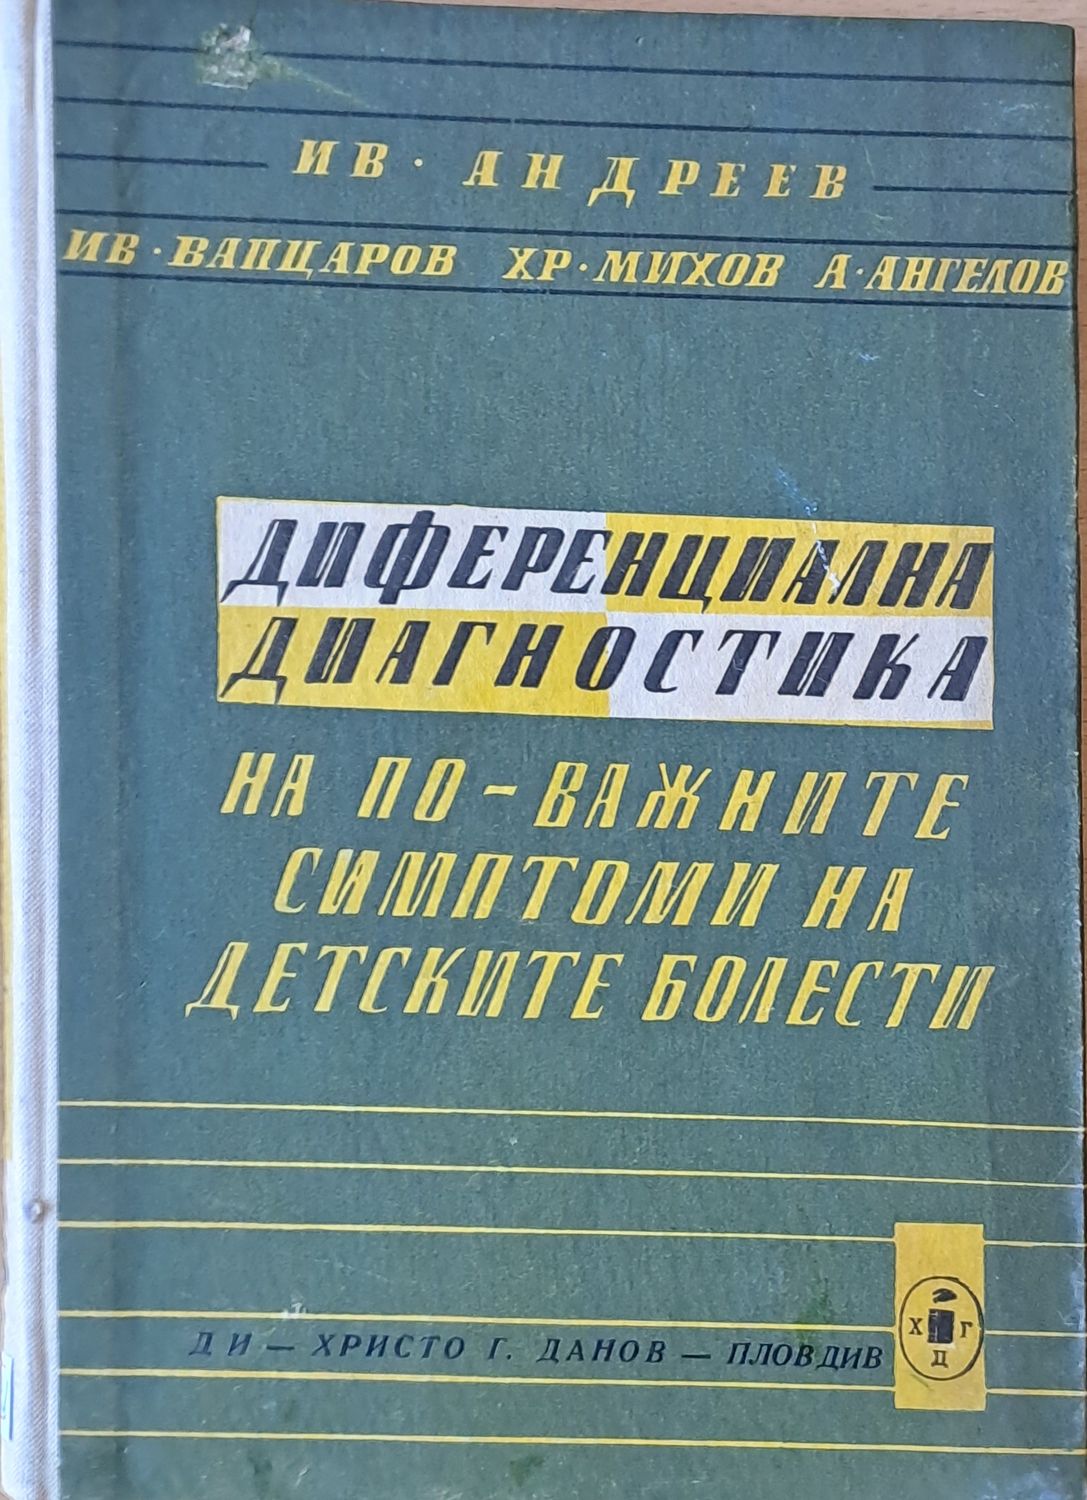 ИВ · АНДРЕЕВ
ИВ · ВАПЦАРОВ ХР · МИХОВ А · АНГЕЛОВ
ДИФЕРЕНЦИАЛНА
ДИАГНОСТИКА
НА ПО-ВАЖНИТЕ
СИМПТОМИ НА
ДЕТСКИТЕ БОЛЕСТИ
ДИ — ХРИСТО Г. ДАНОВ — ПЛОВДИВ
Х Г
Д